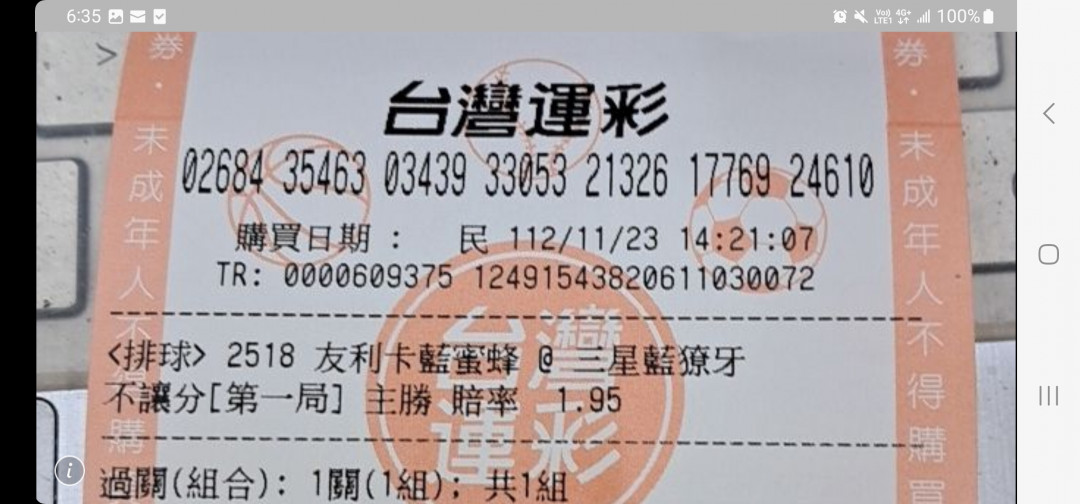 6:35
Vo)) 4G+
LTE1
100%
台灣運彩
02684 35463 03439 33053 21326 17769 24610
購買日期： 民 112/11/23 14:21:07
TR: 0000609375 12491543820611030072
<排球> 2518 友利卡藍蜜蜂 @ 三星藍獠牙
不讓分[第一局] 主勝 賠率 1.95
過關(組合): 1關(1組); 共1組
台灣
運彩
券・未成年人不得購
券・未成年人不得購買